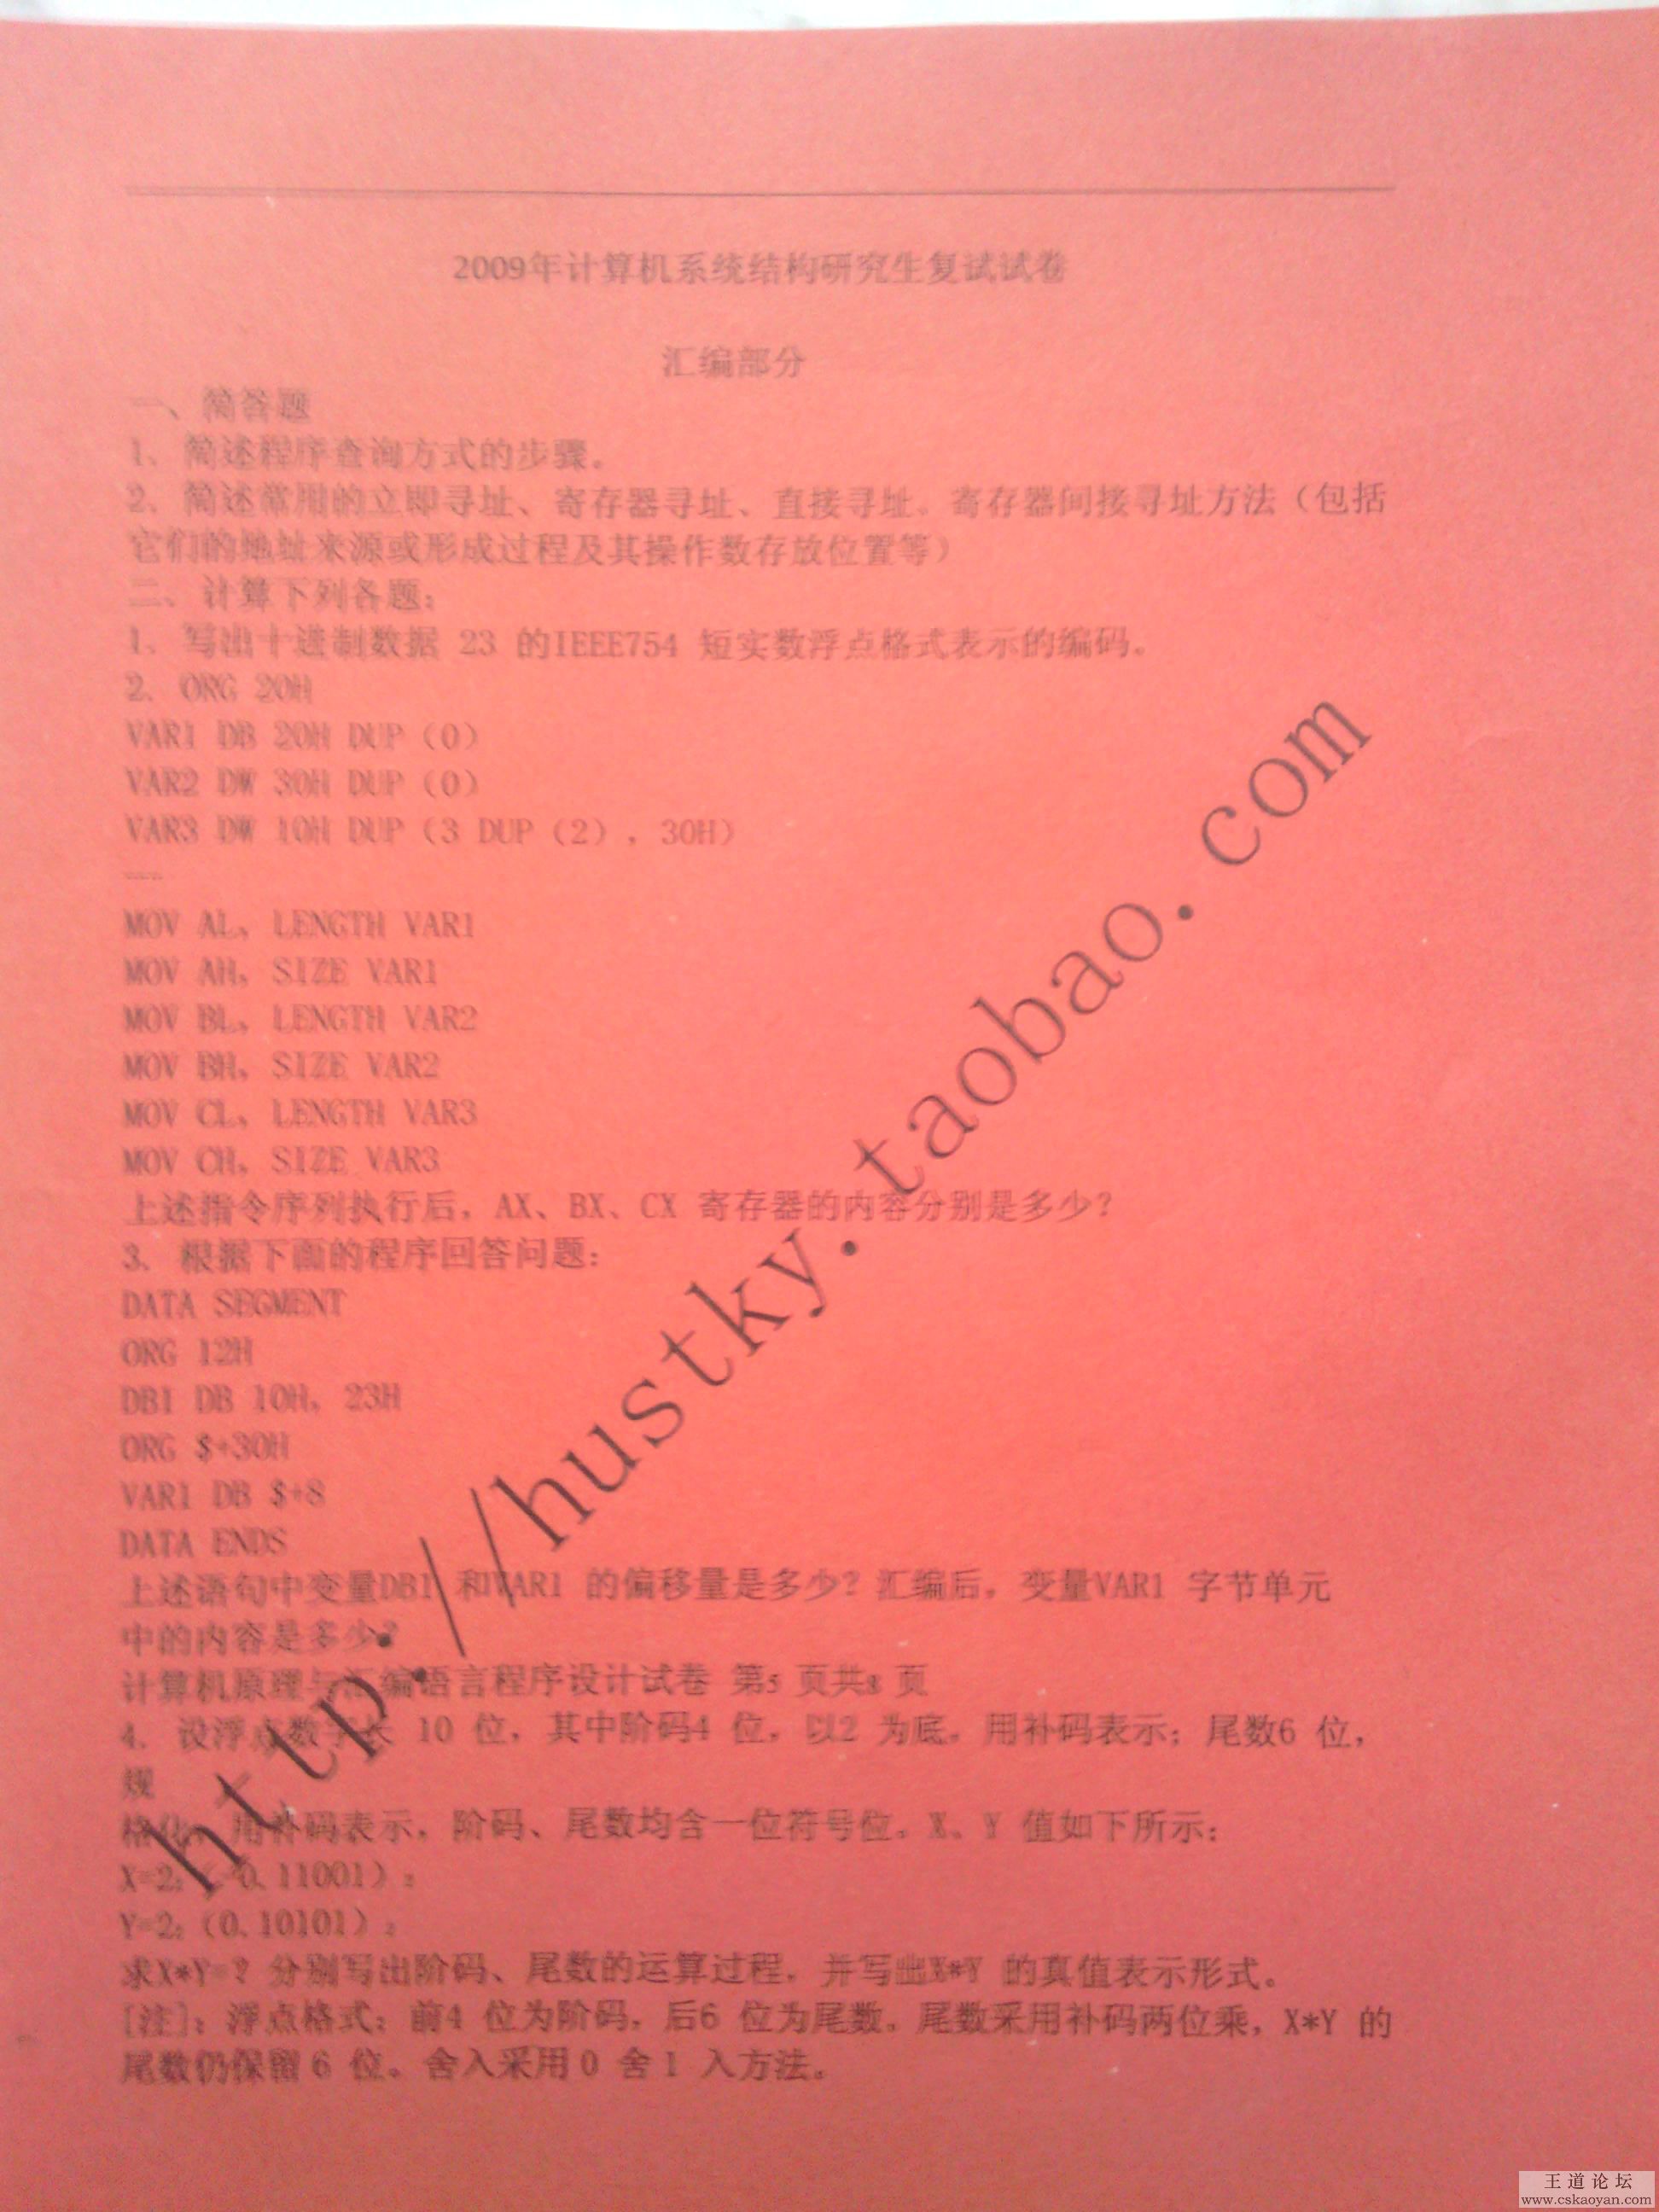 2009年计算机系统结构研究生复试试卷
汇编部分
一、简答题
1、简述程序查询方式的步骤。
2、简述常用的立即寻址、寄存器寻址、直接寻址、寄存器间接寻址方法（包括
它们的地址来源或形成过程及其操作数存放位置等）
二、计算下列各题：
1、写出十进制数据 23 的IEEE754 短实数浮点格式表示的编码。
2. ORG 20H
VAR1 DB 20H DUP（0）
VAR2 DW 30H DUP（0）
VAR3 DW 10H DUP（3 DUP（2），30H）
……
MOV AL, LENGTH VAR1
MOV AH, SIZE VAR1
MOV BL, LENGTH VAR2
MOV BH, SIZE VAR2
MOV CL, LENGTH VAR3
MOV CH, SIZE VAR3
上述指令序列执行后，AX、BX、CX 寄存器的内容分别是多少？
3. 根据下面的程序回答问题：
DATA SEGMENT
ORG 12H
DB1 DB 10H, 23H
ORG $+30H
VAR1 DB $+8
DATA ENDS
上述语句中变量DB1 和VAR1 的偏移量是多少？汇编后，变量VAR1 字节单元
中的内容是多少？
计算机原理与汇编语言程序设计试卷 第5 页共8 页
4. 设浮点数字长 10 位，其中阶码4 位，以2 为底，用补码表示；尾数6 位，
规
格化，用补码表示，阶码、尾数均含一位符号位。X、Y 值如下所示：
X=2;（-0.11001）;
Y=2;（0.10101）;
求X*Y=？分别写出阶码、尾数的运算过程，并写出X*Y 的真值表示形式。
[注]：浮点格式：前4 位为阶码，后6 位为尾数。尾数采用补码两位乘，X*Y 的
尾数仍保留 6 位。舍入采用 0 舍 1 入方法。
http://hustky.taobao.com
王道论坛
www.cskaoyan.com